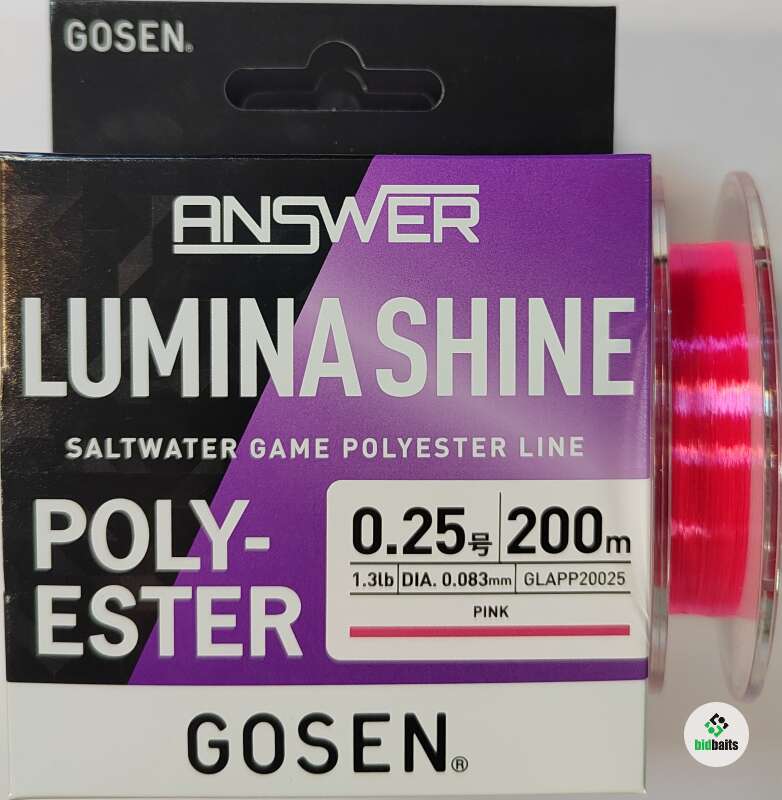 GOSEN®
ANSWER
LUMINA SHINE
SALTWATER GAME POLYESTER LINE
POLY-
ESTER
0.25号 200m
1.3lb DIA. 0.083mm GLAPP20025
PINK
GOSEN®
bidbaits